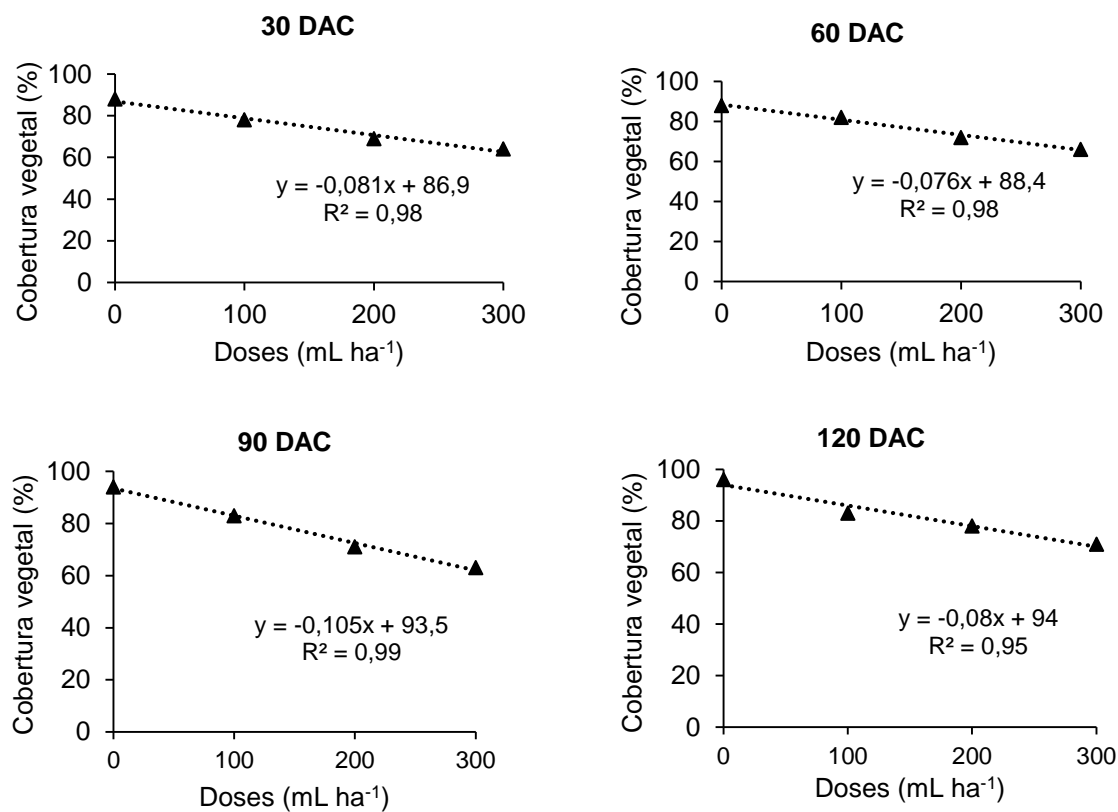 30 DAC
Cobertura vegetal (%)
100
80
60
40
20
0
y = -0,081x + 86,9
R² = 0,98
0 100 200 300
Doses (mL ha⁻¹)
60 DAC
Cobertura vegetal (%)
100
80
60
40
20
0
y = -0,076x + 88,4
R² = 0,98
0 100 200 300
Doses (mL ha⁻¹)
90 DAC
Cobertura vegetal (%)
100
80
60
40
20
0
y = -0,105x + 93,5
R² = 0,99
0 100 200 300
Doses (mL ha⁻¹)
120 DAC
Cobertura vegetal (%)
100
80
60
40
20
0
y = -0,08x + 94
R² = 0,95
0 100 200 300
Doses (mL ha⁻¹)